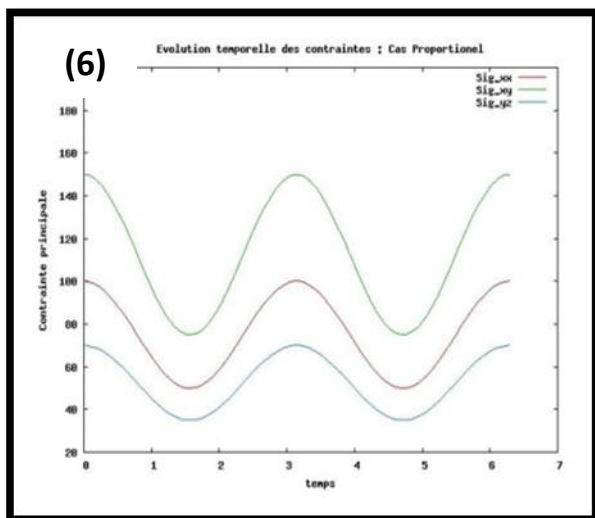 (6)
Evolution temporelle des contraintes : Cas Proportionel
Sig_xx
Sig_xy
Sig_yz
180
160
140
120
100
80
60
40
20
Contrainte principale
0 1 2 3 4 5 6 7
temps